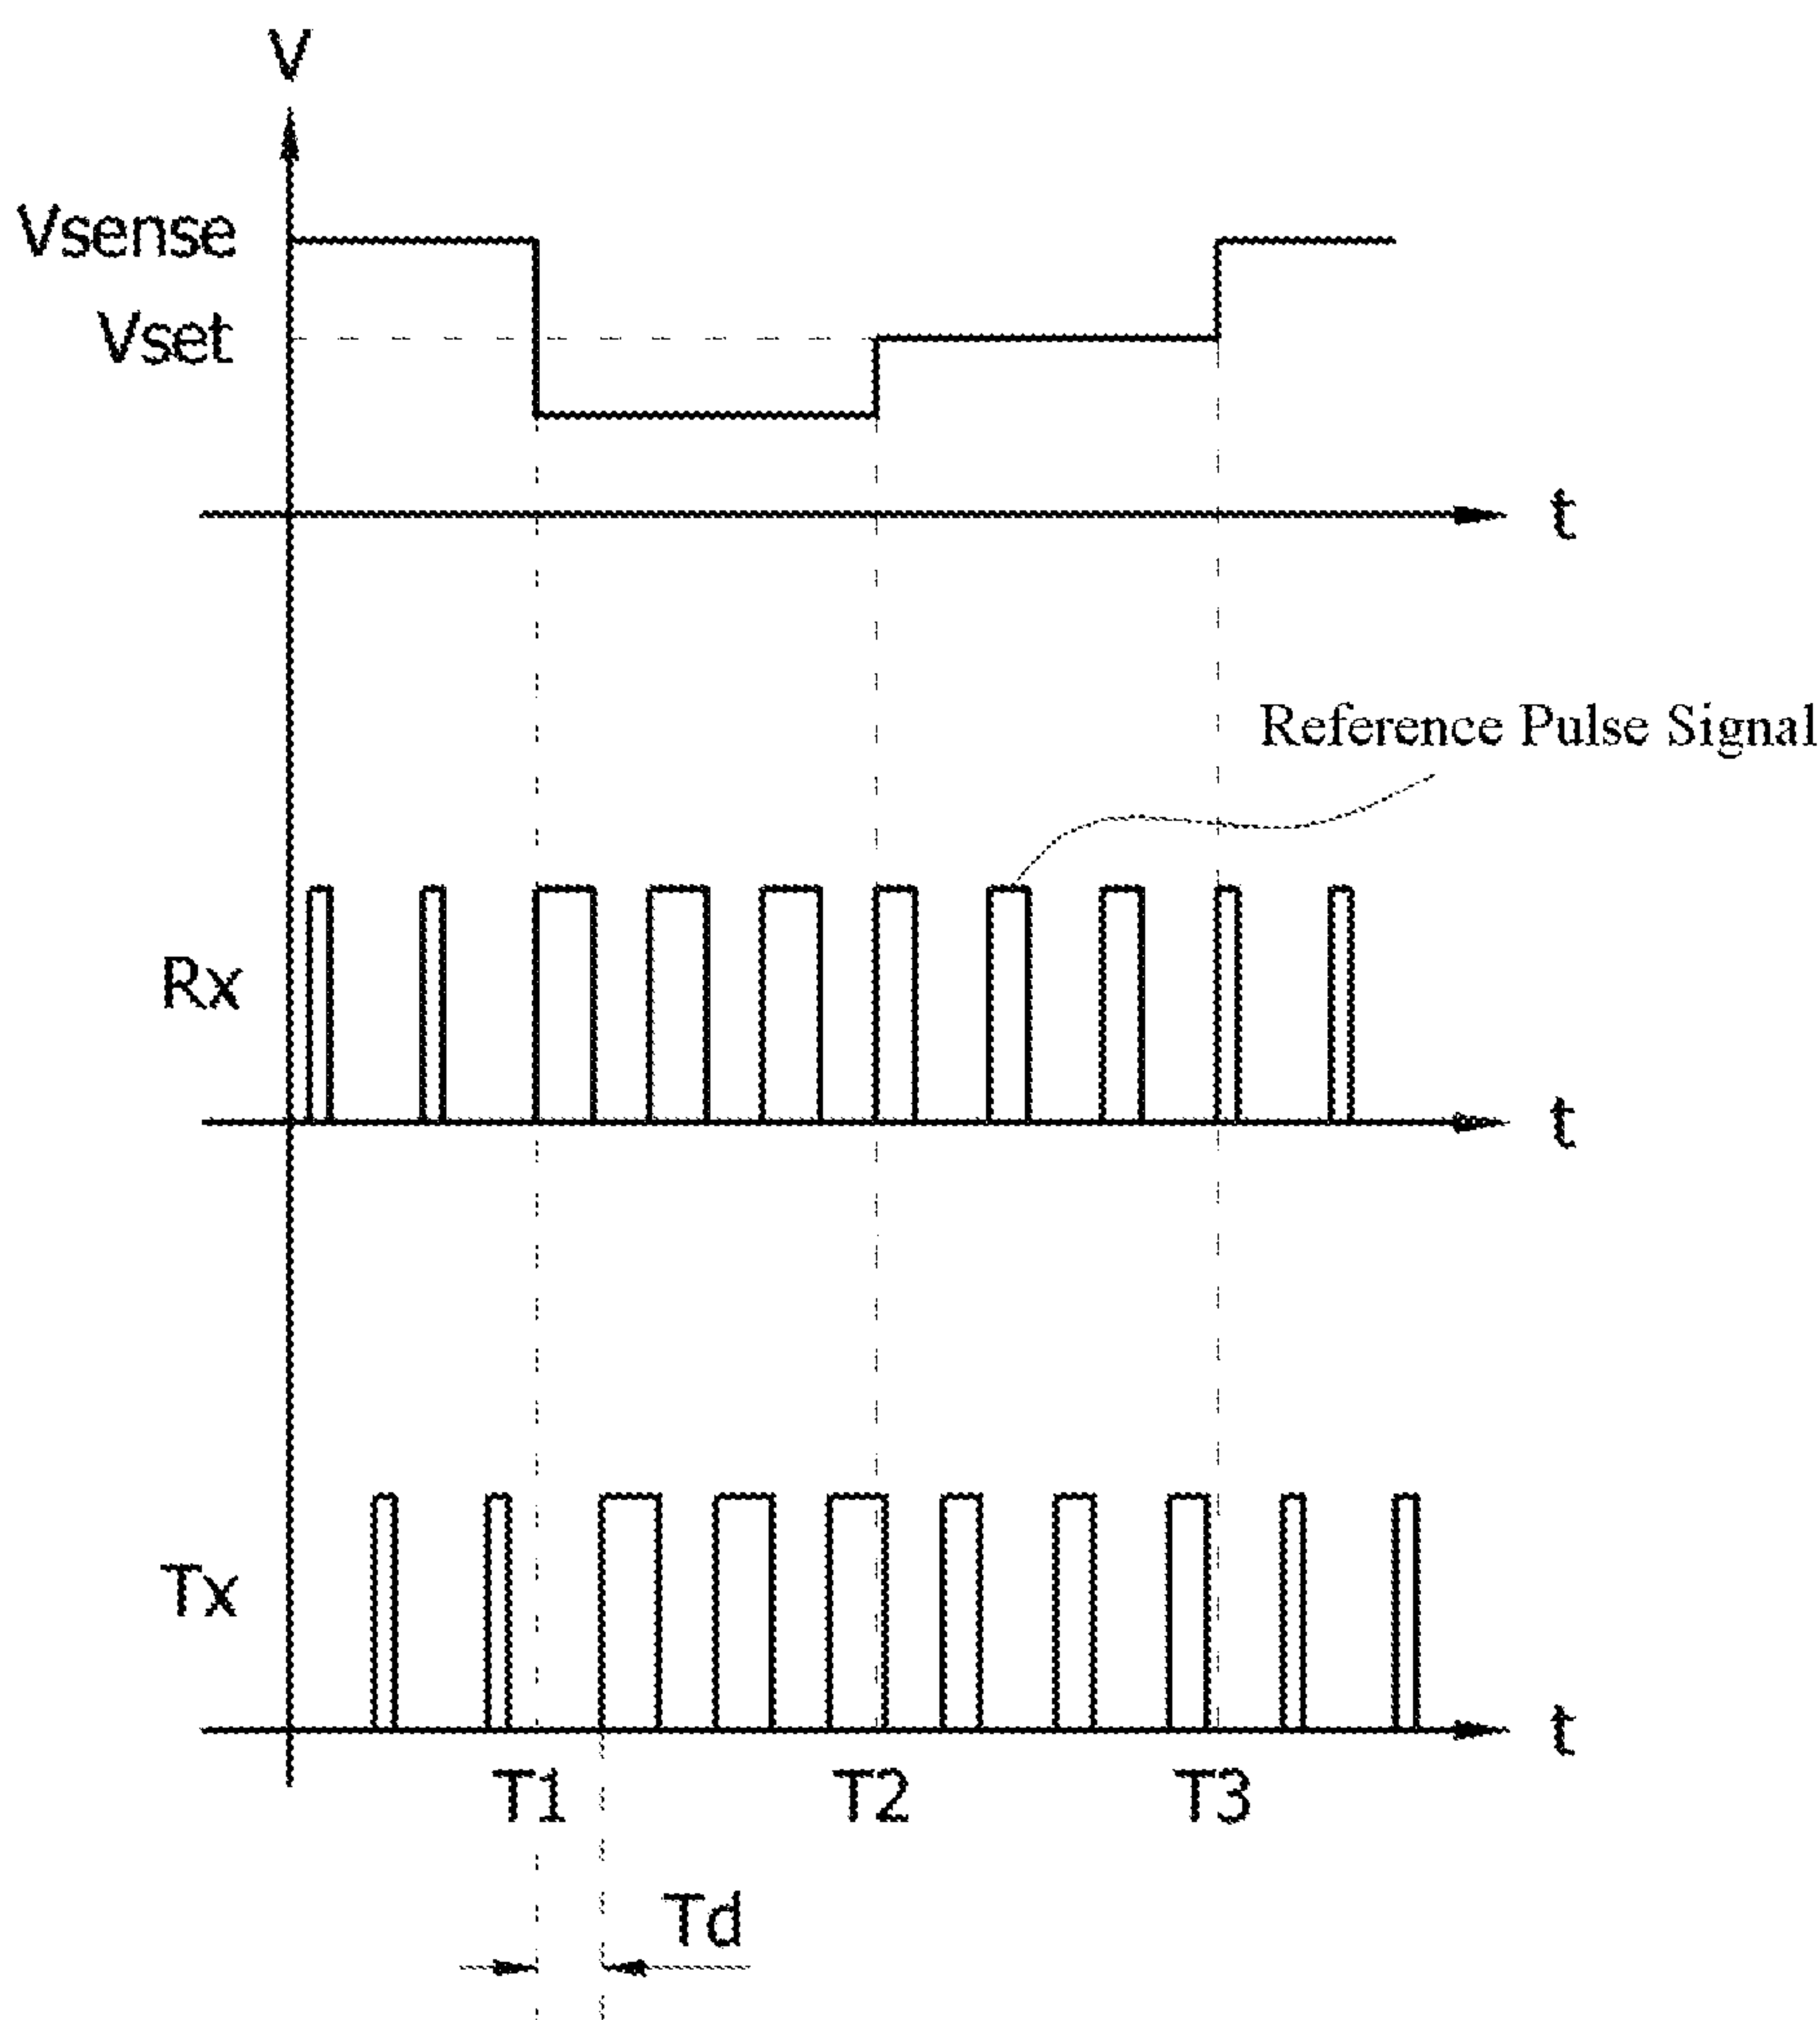 V
Vsense
Vset
t
Reference Pulse Signal
Rx
t
Tx
t
T1
T2
T3
Td